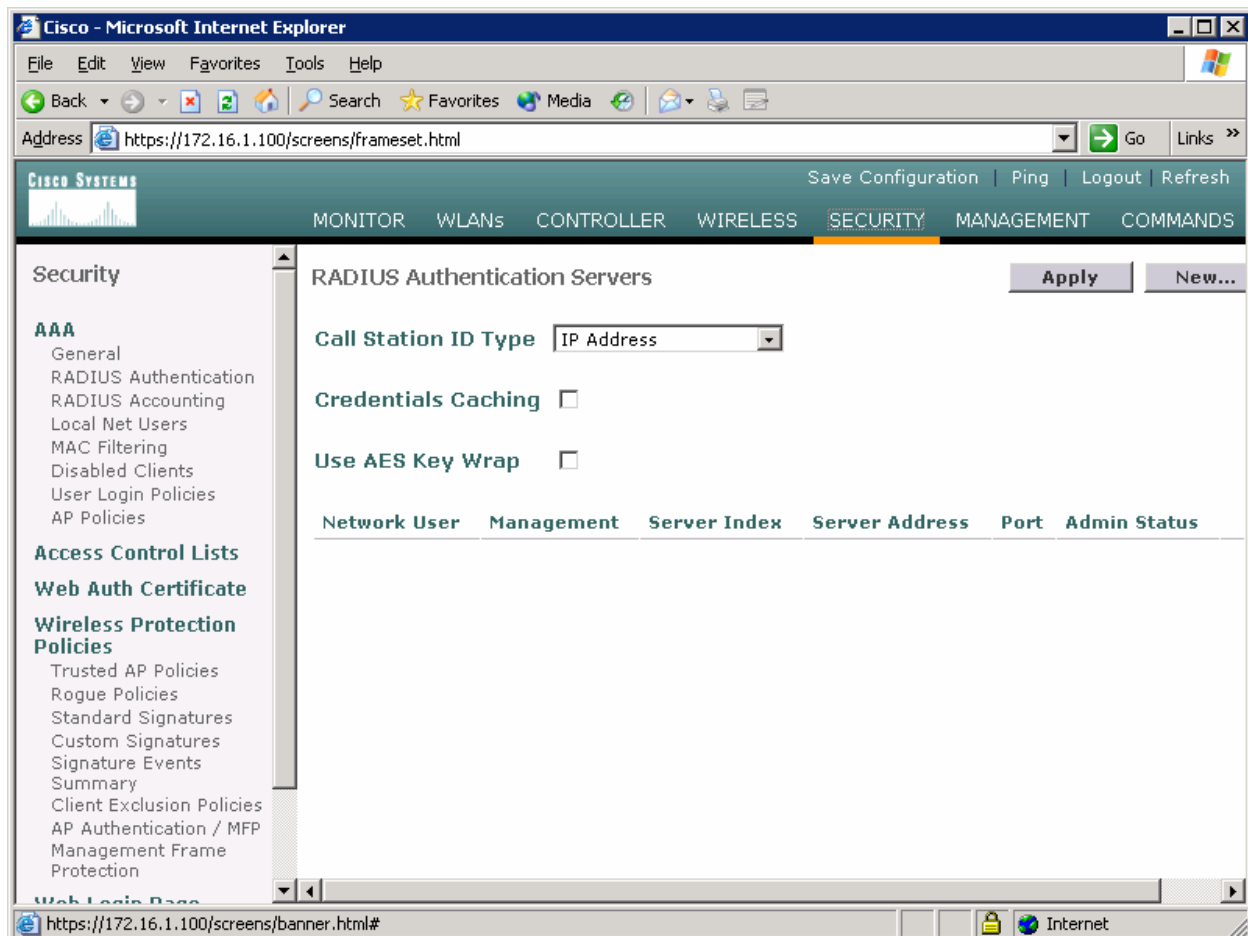 Cisco - Microsoft Internet Explorer
File Edit View Favorites Tools Help
Back Search Favorites Media
Address https://172.16.1.100/screens/frameset.html Go Links »
CISCO SYSTEMS
Save Configuration | Ping | Logout | Refresh
MONITOR WLANs CONTROLLER WIRELESS SECURITY MANAGEMENT COMMANDS
Security
AAA
General
RADIUS Authentication
RADIUS Accounting
Local Net Users
MAC Filtering
Disabled Clients
User Login Policies
AP Policies
Access Control Lists
Web Auth Certificate
Wireless Protection
Policies
Trusted AP Policies
Rogue Policies
Standard Signatures
Custom Signatures
Signature Events
Summary
Client Exclusion Policies
AP Authentication / MFP
Management Frame
Protection
Web Login Page
RADIUS Authentication Servers Apply New...
Call Station ID Type IP Address
Credentials Caching
Use AES Key Wrap
Network User Management Server Index Server Address Port Admin Status
https://172.16.1.100/screens/banner.html# Internet